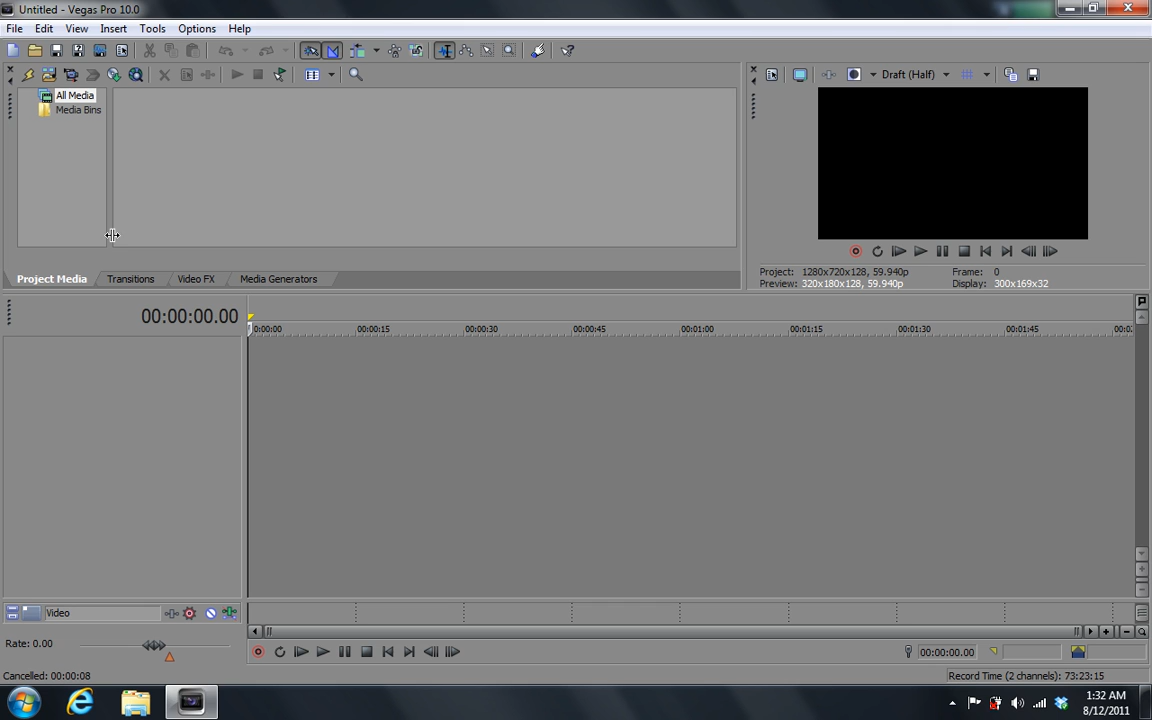 Untitled - Vegas Pro 10.0
File Edit View Insert Tools Options Help
Draft (Half)
All Media
Media Bins
Project: 1280x720x128, 59.940p Frame: 0
Preview: 320x180x128, 59.940p Display: 300x169x32
Project Media Transitions Video FX Media Generators
00:00:00.00
0:00:00 00:00:15 00:00:30 00:00:45 00:01:00 00:01:15 00:01:30 00:01:45
Video
Rate: 0.00
00:00:00.00
Cancelled: 00:00:08
Record Time (2 channels): 73:23:15
1:32 AM
8/12/2011